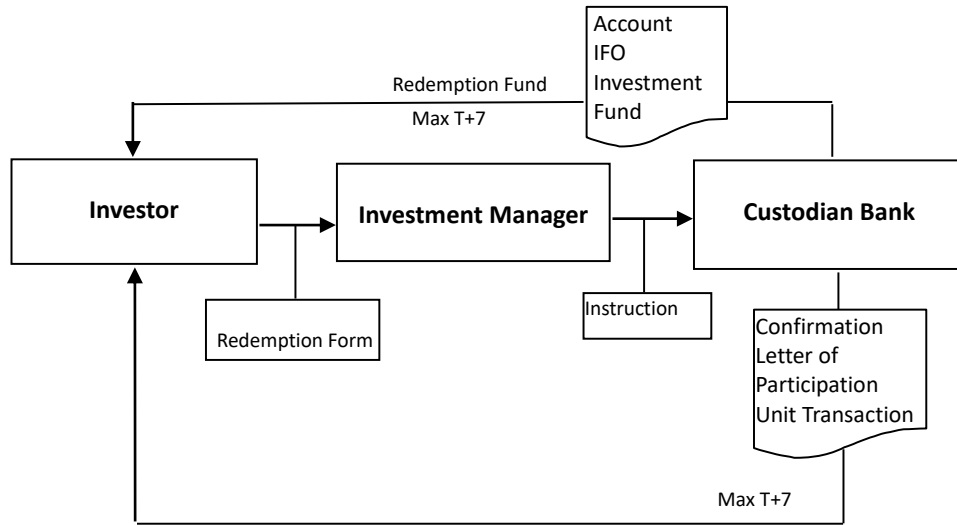 Account
IFO
Investment
Fund
Redemption Fund
Max T+7
Investor
Investment Manager
Custodian Bank
Redemption Form
Instruction
Confirmation
Letter of
Participation
Unit Transaction
Max T+7